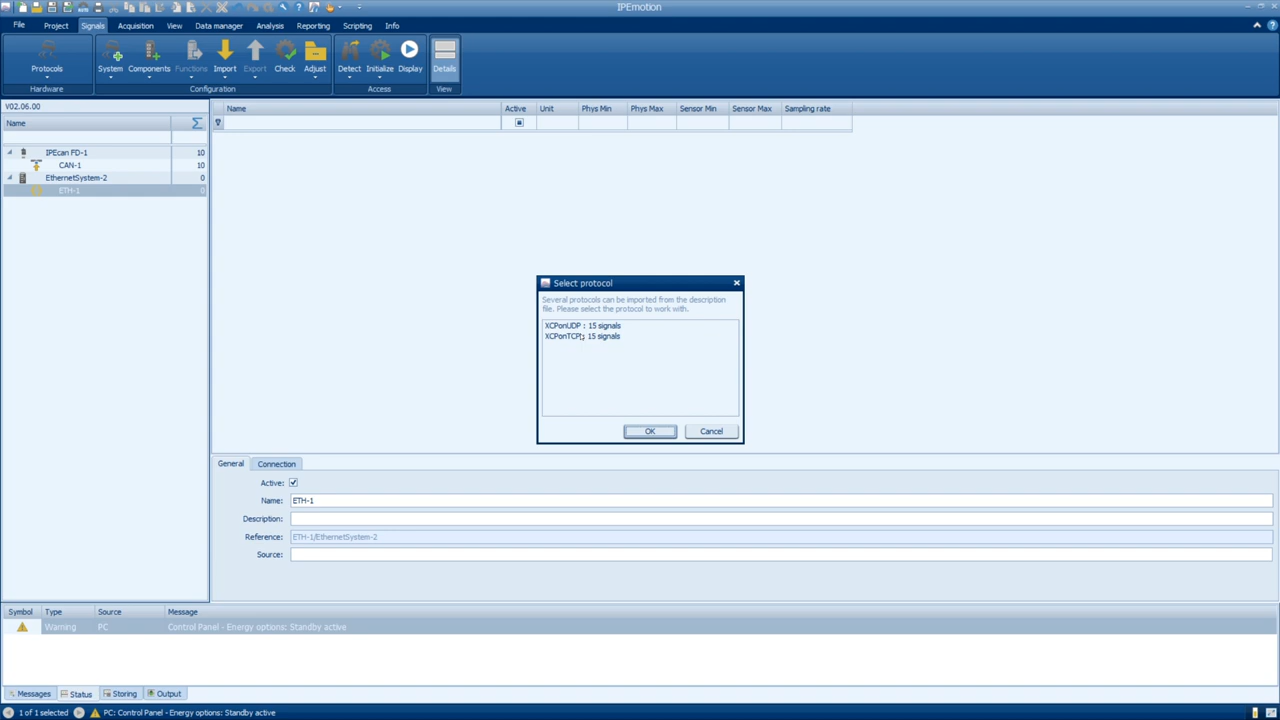 IPEmotion
File Project Signals Acquisition View Data manager Analysis Reporting Scripting Info
Protocols System Components Functions Import Export Check Adjust Detect Initialize Display Details
Hardware Configuration Access View
V02.06.00
Name
IPEcan FD-1 10
CAN-1 10
EthernetSystem-2 0
ETH-1 0
Name Active Unit Phys Min Phys Max Sensor Min Sensor Max Sampling rate
Select protocol
Several protocols can be imported from the description
file. Please select the protocol to work with.
XCPonUDP : 15 signals
XCPonTCP : 15 signals
OK Cancel
General Connection
Active:
Name: ETH-1
Description:
Reference: ETH-1/EthernetSystem-2
Source:
Symbol Type Source Message
Warning PC Control Panel - Energy options: Standby active
Messages Status Storing Output
1 of 1 selected PC: Control Panel - Energy options: Standby active